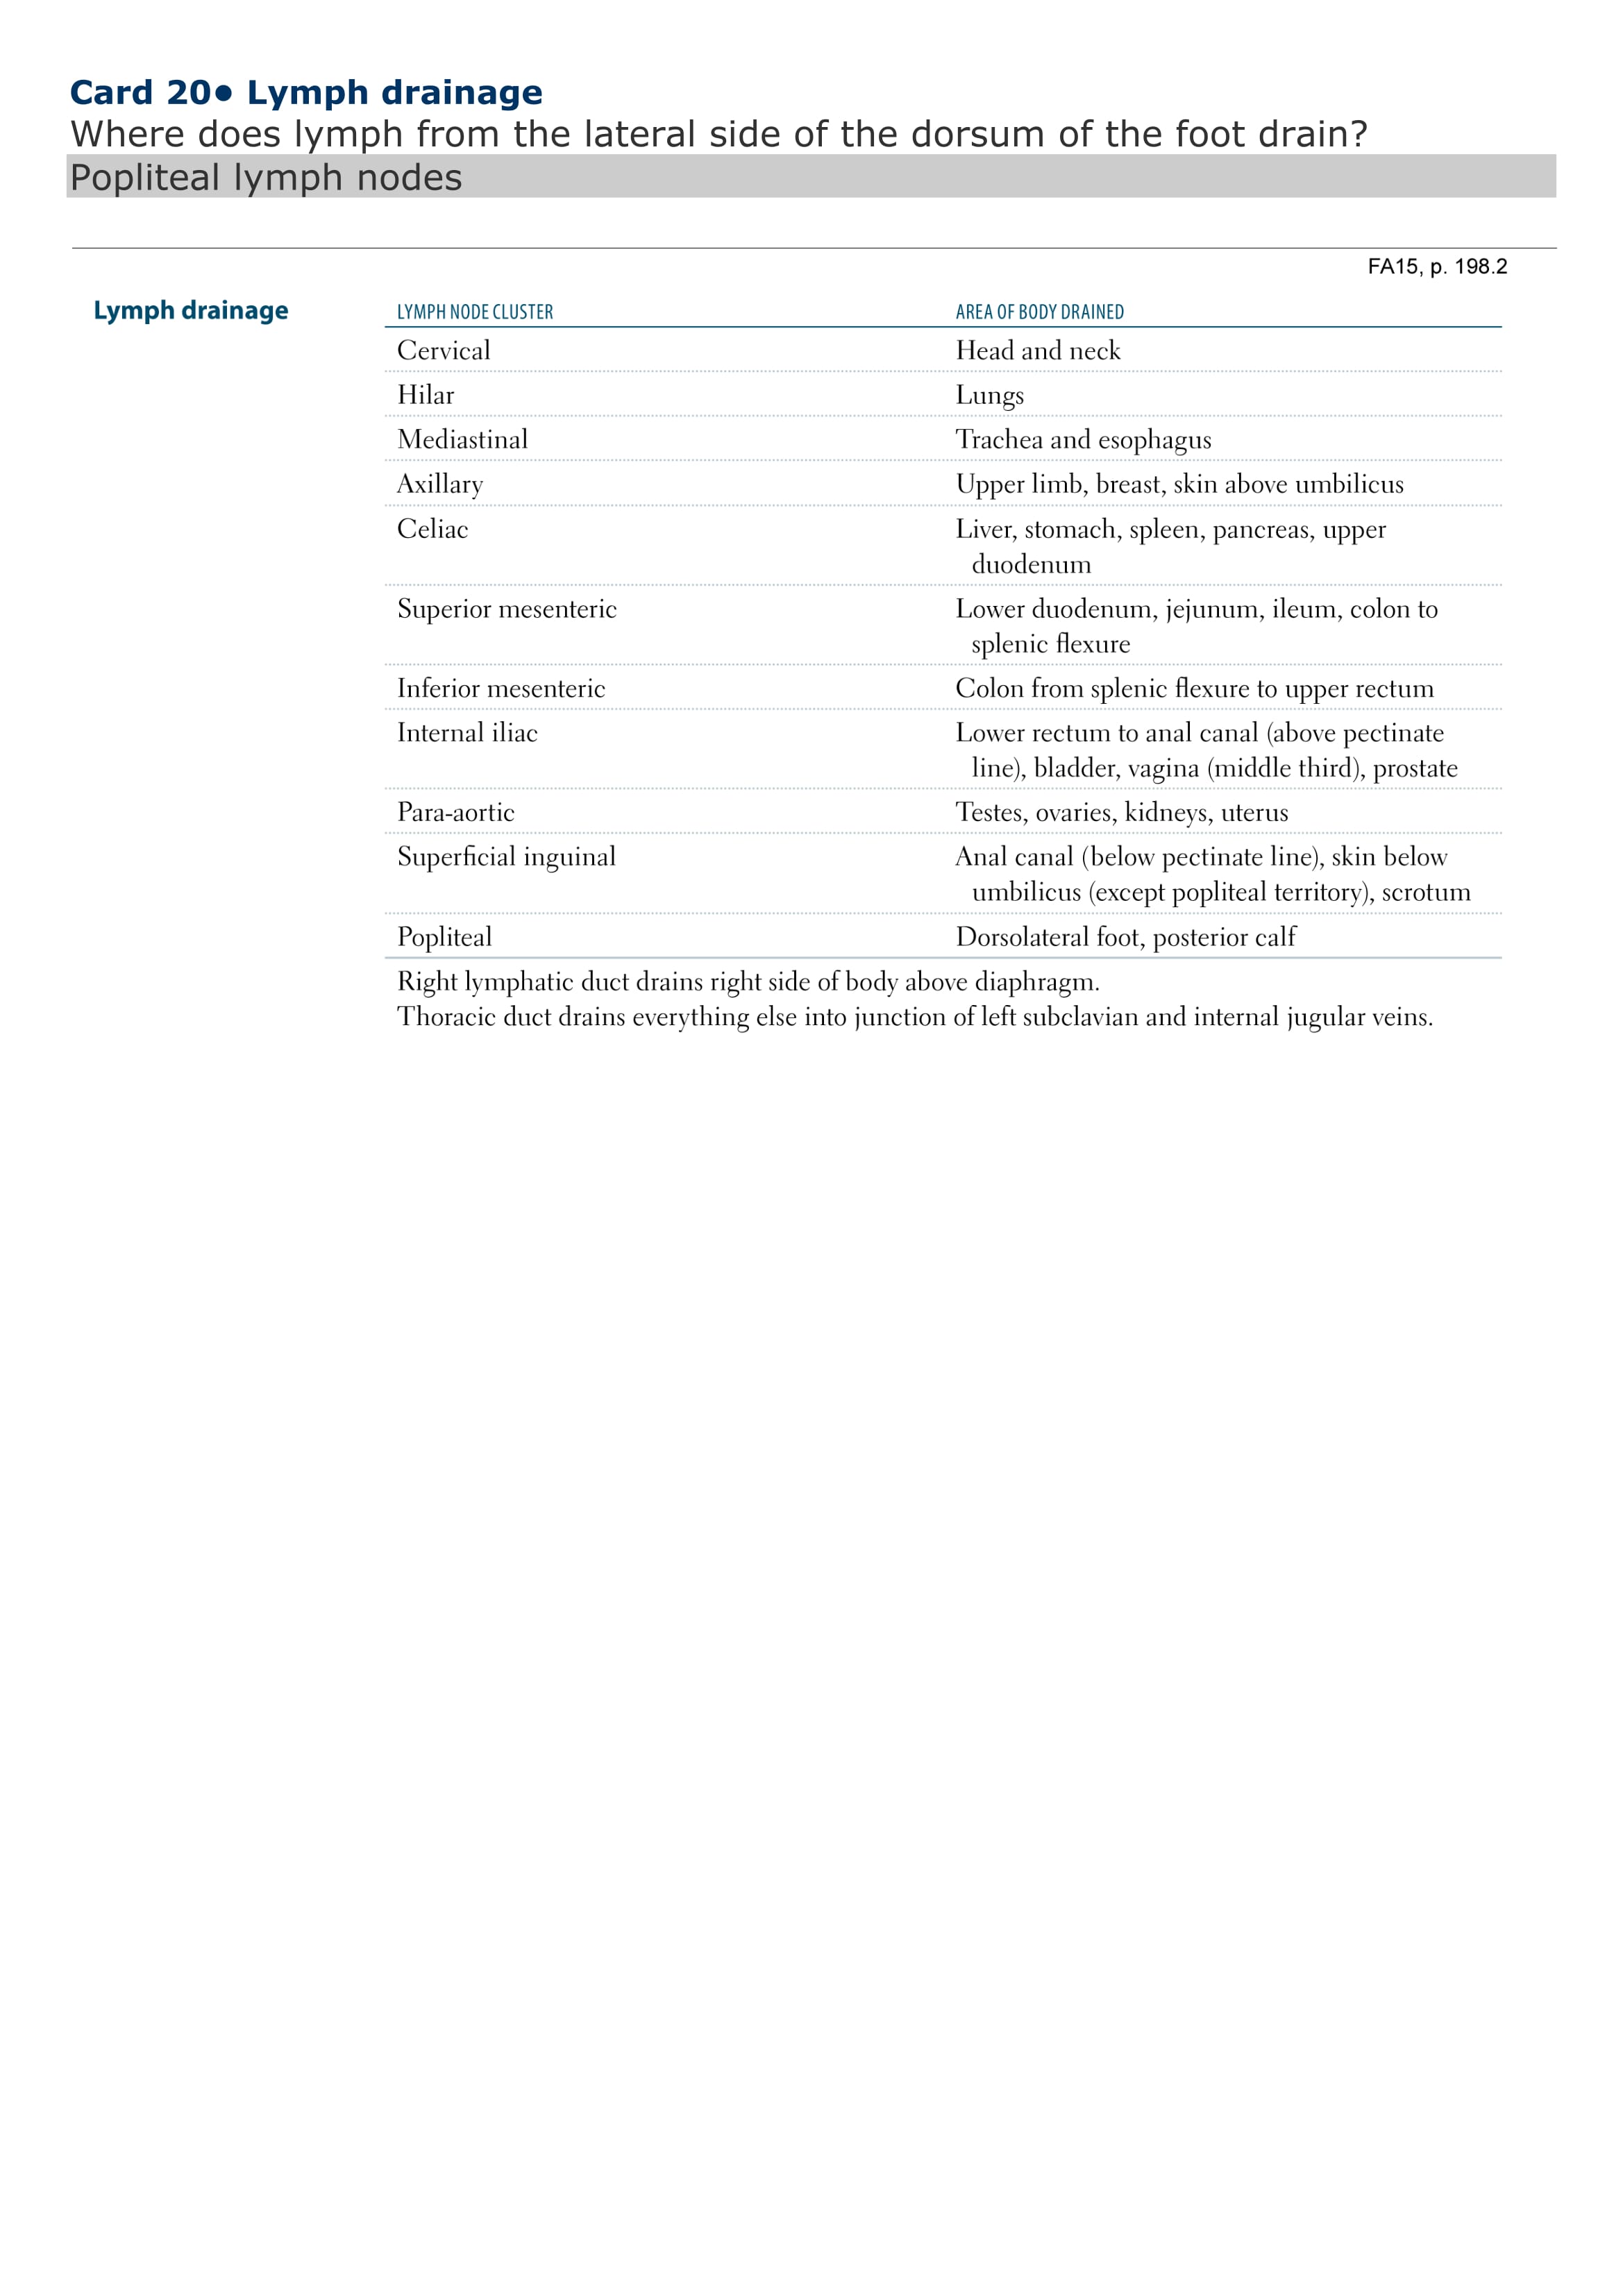 Card 20● Lymph drainage
Where does lymph from the lateral side of the dorsum of the foot drain?
Popliteal lymph nodes
FA15, p. 198.2
Lymph drainage
LYMPH NODE CLUSTER AREA OF BODY DRAINED
Cervical Head and neck
Hilar Lungs
Mediastinal Trachea and esophagus
Axillary Upper limb, breast, skin above umbilicus
Celiac Liver, stomach, spleen, pancreas, upper
duodenum
Superior mesenteric Lower duodenum, jejunum, ileum, colon to
splenic flexure
Inferior mesenteric Colon from splenic flexure to upper rectum
Internal iliac Lower rectum to anal canal (above pectinate
line), bladder, vagina (middle third), prostate
Para-aortic Testes, ovaries, kidneys, uterus
Superficial inguinal Anal canal (below pectinate line), skin below
umbilicus (except popliteal territory), scrotum
Popliteal Dorsolateral foot, posterior calf
Right lymphatic duct drains right side of body above diaphragm.
Thoracic duct drains everything else into junction of left subclavian and internal jugular veins.